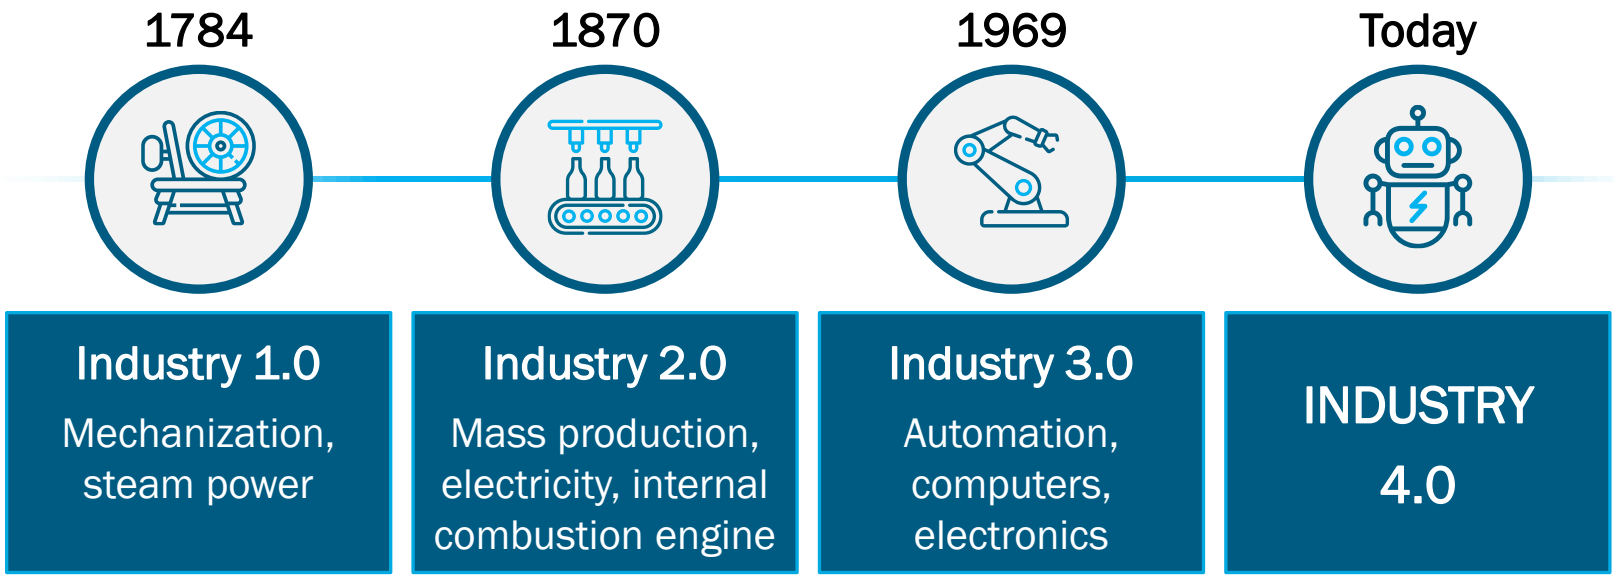 1784
1870
1969
Today
Industry 1.0
Mechanization,
steam power
Industry 2.0
Mass production,
electricity, internal
combustion engine
Industry 3.0
Automation,
computers,
electronics
INDUSTRY
4.0